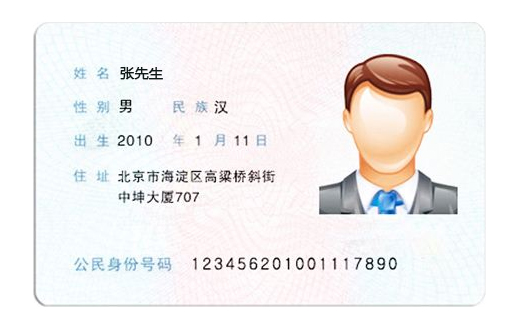 姓名 张先生
性别 男 民族 汉
出生 2010 年 1 月 11 日
住址 北京市海淀区高梁桥斜街
中坤大厦707
公民身份号码 123456201001117890